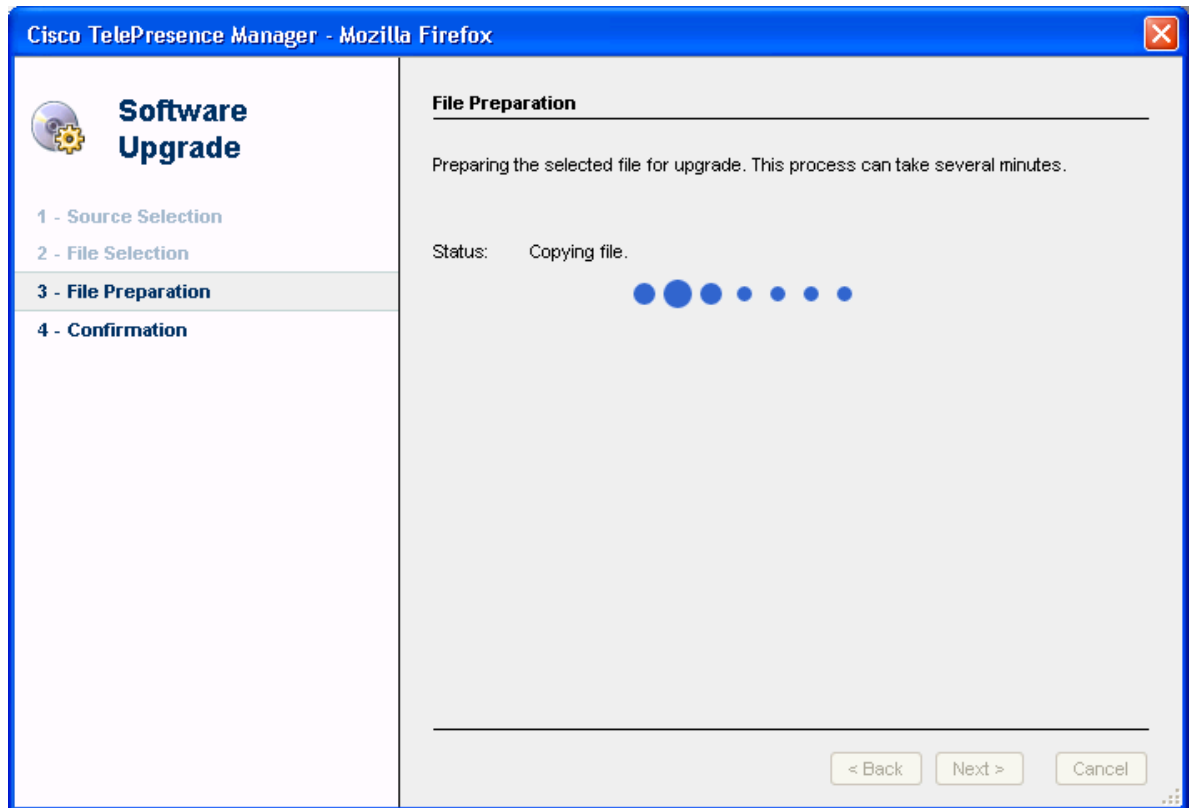 Cisco TelePresence Manager - Mozilla Firefox
Software
Upgrade
1 - Source Selection
2 - File Selection
3 - File Preparation
4 - Confirmation
File Preparation
Preparing the selected file for upgrade. This process can take several minutes.
Status: Copying file.
< Back Next > Cancel